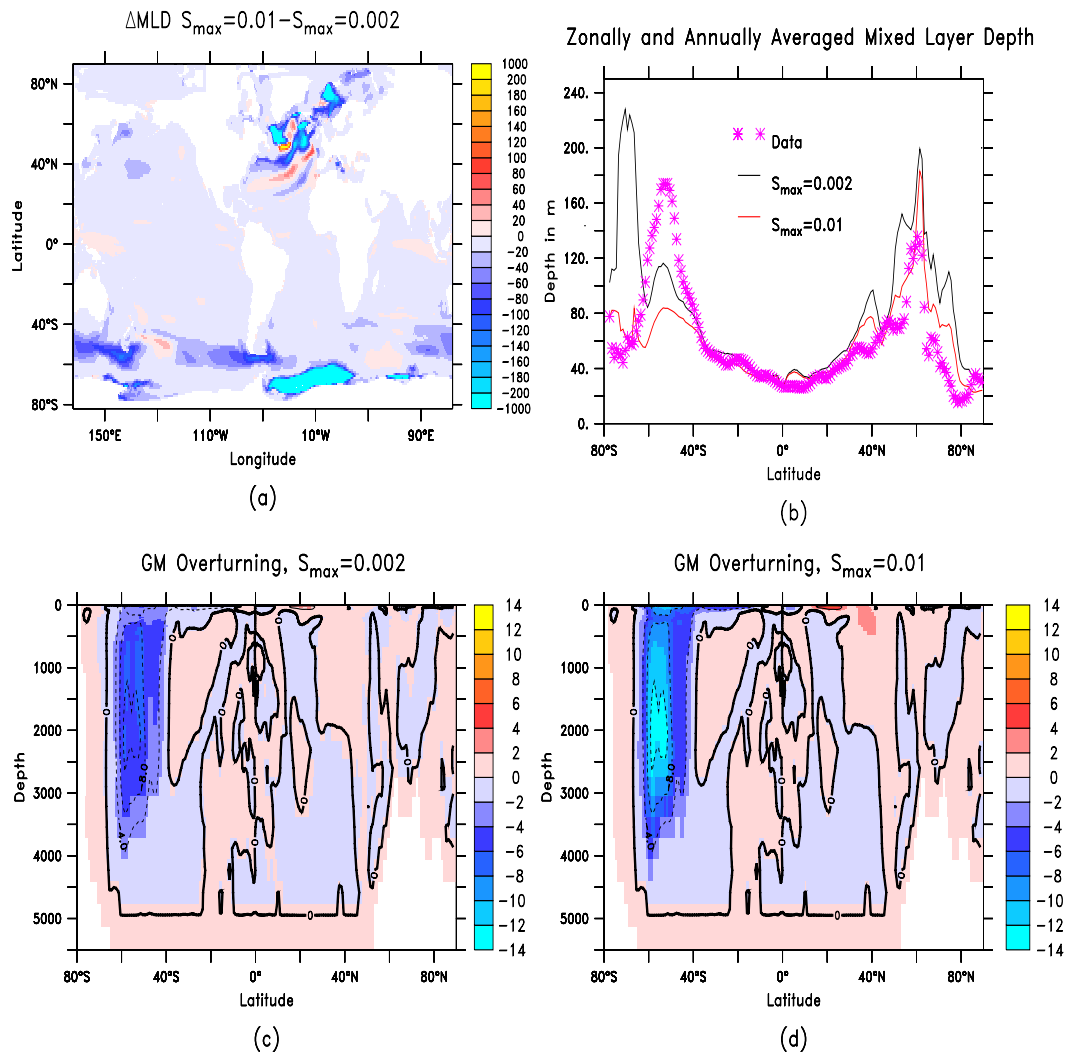 ΔMLD Smax=0.01−Smax=0.002
80°N
40°N
0°
40°S
80°S
Latitude
150°E 110°W 10°W 90°E
Longitude
(a)
1000
200
160
140
120
100
80
60
40
20
0
−20
−40
−60
−80
−100
−120
−140
−160
−180
−200
−1000
Zonally and Annually Averaged Mixed Layer Depth
240.
200.
160.
120.
80.
40.
0.
Depth in m
Data
Smax=0.002
Smax=0.01
80°S 40°S 0° 40°N 80°N
Latitude
(b)
GM Overturning, Smax=0.002
0
1000
2000
3000
4000
5000
Depth
80°S 40°S 0° 40°N 80°N
Latitude
(c)
14
12
10
8
6
4
2
0
−2
−4
−6
−8
−10
−12
−14
GM Overturning, Smax=0.01
0
1000
2000
3000
4000
5000
Depth
80°S 40°S 0° 40°N 80°N
Latitude
(d)
14
12
10
8
6
4
2
0
−2
−4
−6
−8
−10
−12
−14